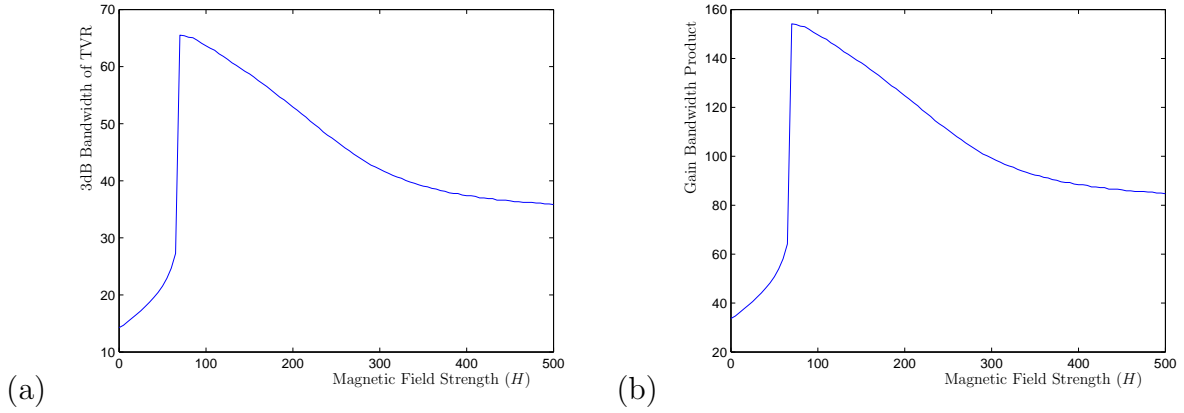 70
60
50
40
30
20
10
3dB Bandwidth of TVR
0 100 200 300 400 500
Magnetic Field Strength (H)
(a)
160
140
120
100
80
60
40
20
Gain Bandwidth Product
0 100 200 300 400 500
Magnetic Field Strength (H)
(b)